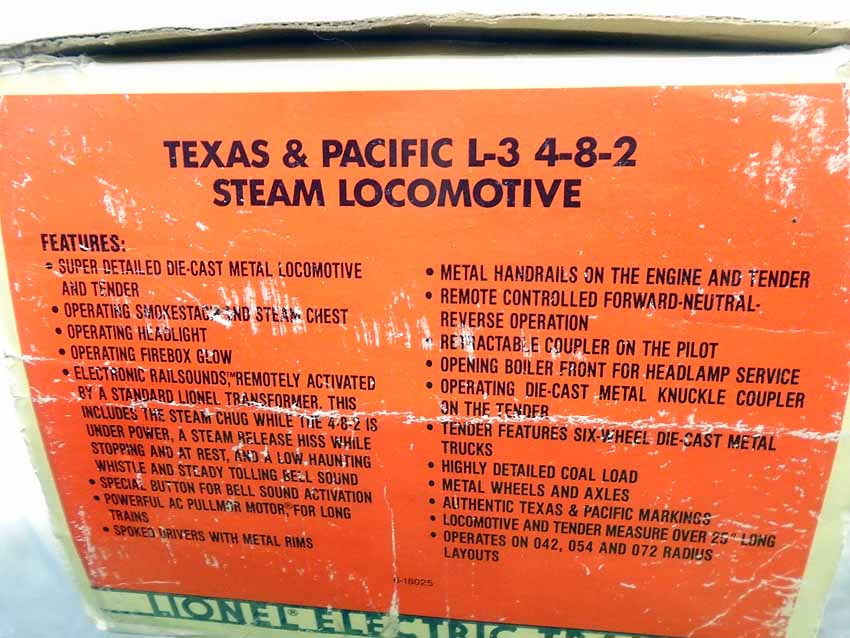 TEXAS & PACIFIC L-3 4-8-2
STEAM LOCOMOTIVE
FEATURES:
• SUPER DETAILED DIE-CAST METAL LOCOMOTIVE
AND TENDER
• OPERATING SMOKESTACK AND STEAM CHEST
• OPERATING HEADLIGHT
• OPERATING FIREBOX GLOW
• ELECTRONIC RAILSOUNDS,™ REMOTELY ACTIVATED
BY A STANDARD LIONEL TRANSFORMER. THIS
INCLUDES THE STEAM CHUG WHILE THE 4-8-2 IS
UNDER POWER, A STEAM RELEASE HISS WHILE
STOPPING AND AT REST, AND A LOW HAUNTING
WHISTLE AND STEADY TOLLING BELL SOUND
• SPECIAL BUTTON FOR BELL SOUND ACTIVATION
• POWERFUL AC PULLMOR MOTOR® FOR LONG
TRAINS
• SPOKED DRIVERS WITH METAL RIMS
• METAL HANDRAILS ON THE ENGINE AND TENDER
• REMOTE CONTROLLED FORWARD-NEUTRAL-
REVERSE OPERATION
• RETRACTABLE COUPLER ON THE PILOT
• OPENING BOILER FRONT FOR HEADLAMP SERVICE
• OPERATING DIE-CAST METAL KNUCKLE COUPLER
ON THE TENDER
• TENDER FEATURES SIX-WHEEL DIE-CAST METAL
TRUCKS
• HIGHLY DETAILED COAL LOAD
• METAL WHEELS AND AXLES
• AUTHENTIC TEXAS & PACIFIC MARKINGS
• LOCOMOTIVE AND TENDER MEASURE OVER 25" LONG
• OPERATES ON 042, 054 AND 072 RADIUS
LAYOUTS
6-18025
LIONEL® ELECTRIC TRA